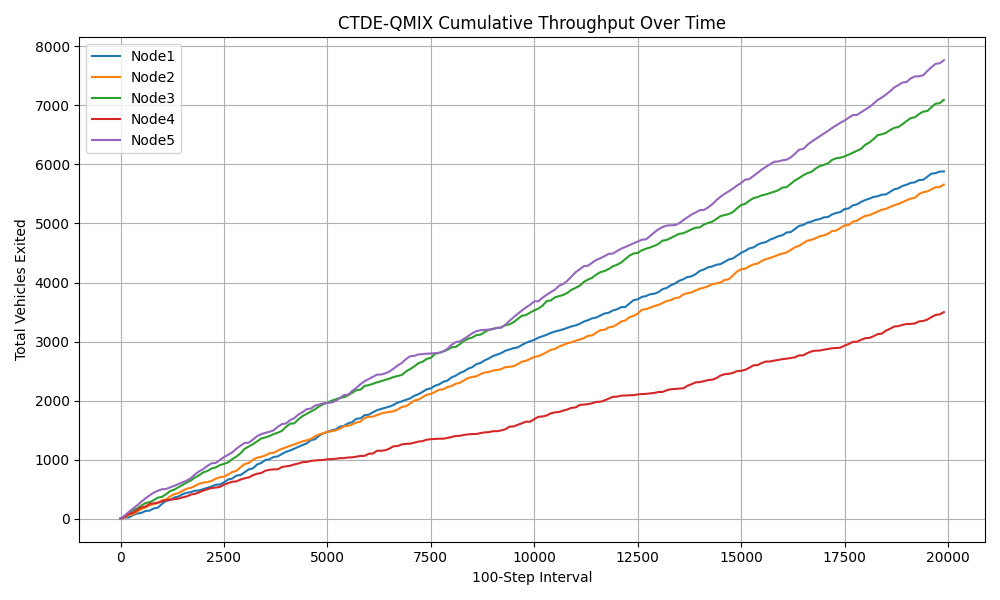 CTDE-QMIX Cumulative Throughput Over Time
Node1
Node2
Node3
Node4
Node5
Total Vehicles Exited
8000
7000
6000
5000
4000
3000
2000
1000
0
0 2500 5000 7500 10000 12500 15000 17500 20000
100-Step Interval